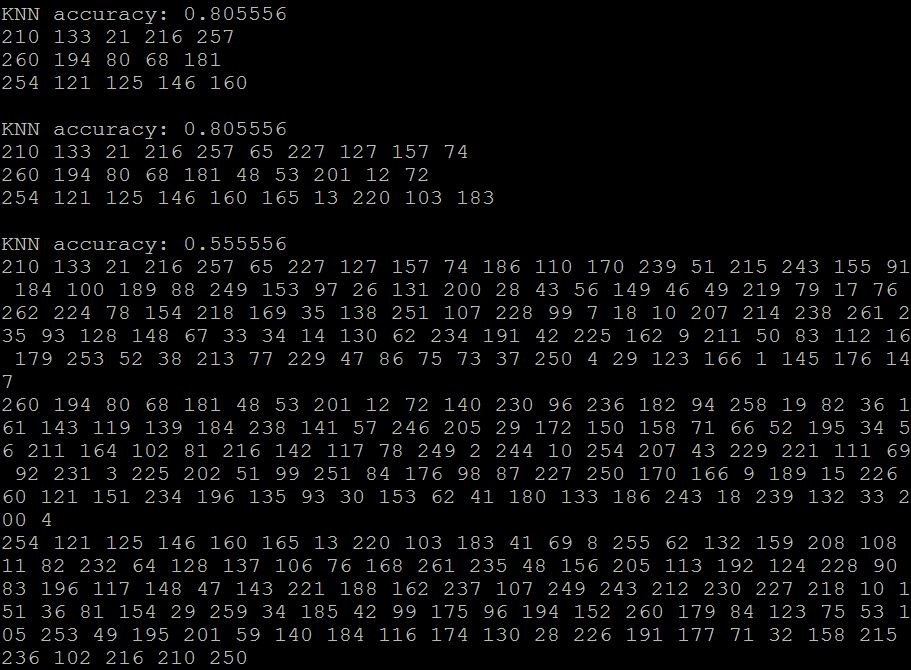 KNN accuracy: 0.805556
210 133 21 216 257
260 194 80 68 181
254 121 125 146 160
KNN accuracy: 0.805556
210 133 21 216 257 65 227 127 157 74
260 194 80 68 181 48 53 201 12 72
254 121 125 146 160 165 13 220 103 183
KNN accuracy: 0.555556
210 133 21 216 257 65 227 127 157 74 186 110 170 239 51 215 243 155 91
184 100 189 88 249 153 97 26 131 200 28 43 56 149 46 49 219 79 17 76
262 224 78 154 218 169 35 138 251 107 228 99 7 18 10 207 214 238 261 2
35 93 128 148 67 33 34 14 130 62 234 191 42 225 162 9 211 50 83 112 16
179 253 52 38 213 77 229 47 86 75 73 37 250 4 29 123 166 1 145 176 14
7
260 194 80 68 181 48 53 201 12 72 140 230 96 236 182 94 258 19 82 36 1
61 143 119 139 184 238 141 57 246 205 29 172 150 158 71 66 52 195 34 5
6 211 164 102 81 216 142 117 78 249 2 244 10 254 207 43 229 221 111 69
92 231 3 225 202 51 99 251 84 176 98 87 227 250 170 166 9 189 15 226
60 121 151 234 196 135 93 30 153 62 41 180 133 186 243 18 239 132 33 2
00 4
254 121 125 146 160 165 13 220 103 183 41 69 8 255 62 132 159 208 108
11 82 232 64 128 137 106 76 168 261 235 48 156 205 113 192 124 228 90
83 196 117 148 47 143 221 188 162 237 107 249 243 212 230 227 218 10 1
51 36 81 154 29 259 34 185 42 99 175 96 194 152 260 179 84 123 75 53 1
05 253 49 195 201 59 140 184 116 174 130 28 226 191 177 71 32 158 215
236 102 216 210 250